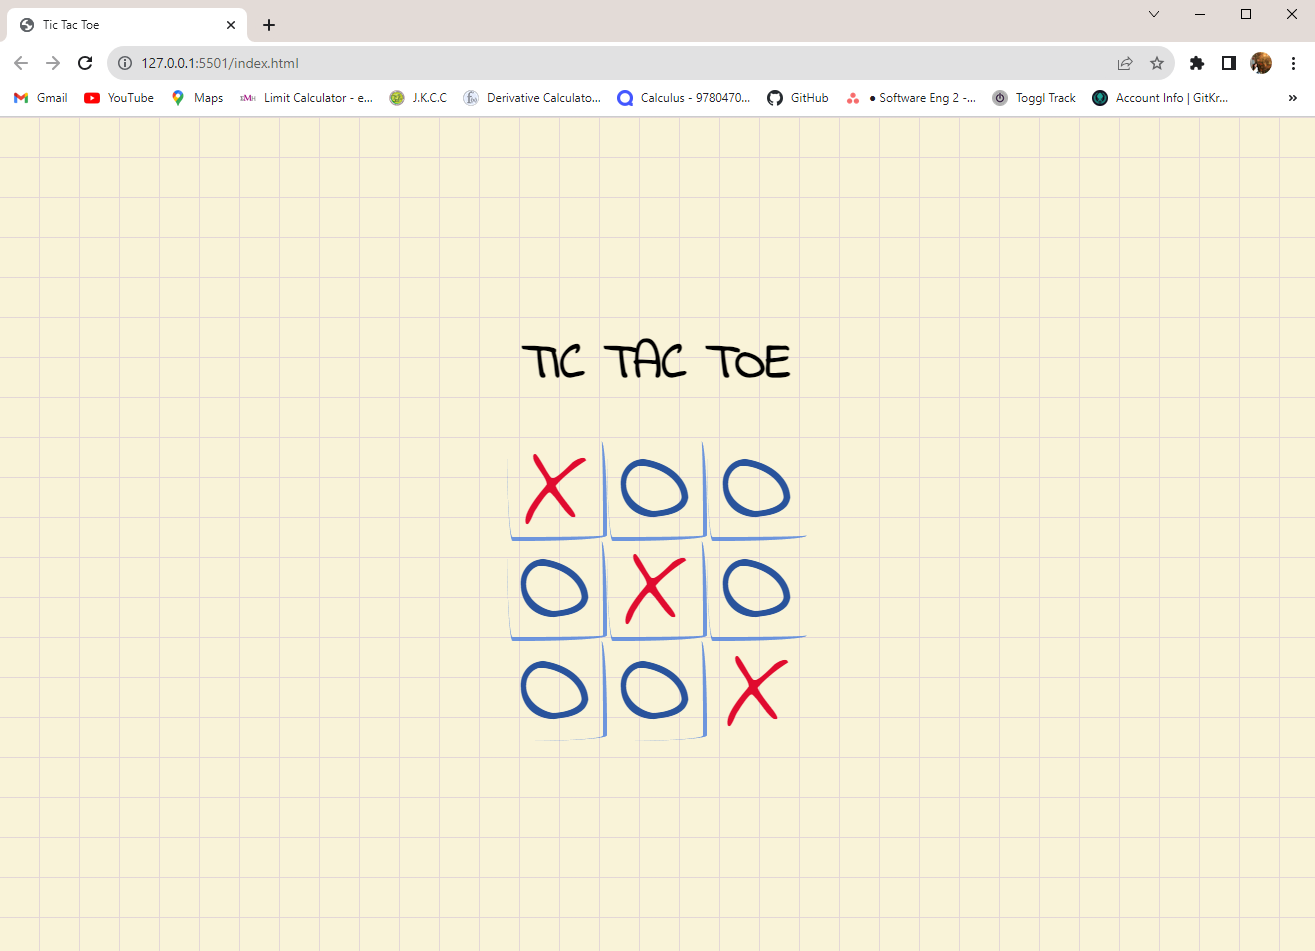 Tic Tac Toe
127.0.0.1:5501/index.html
Gmail YouTube Maps Limit Calculator - e... J.K.C.C Derivative Calculato... Calculus - 9780470... GitHub • Software Eng 2 -... Toggl Track Account Info | GitKr... »
TIC TAC TOE
X O O
O X O
O O X